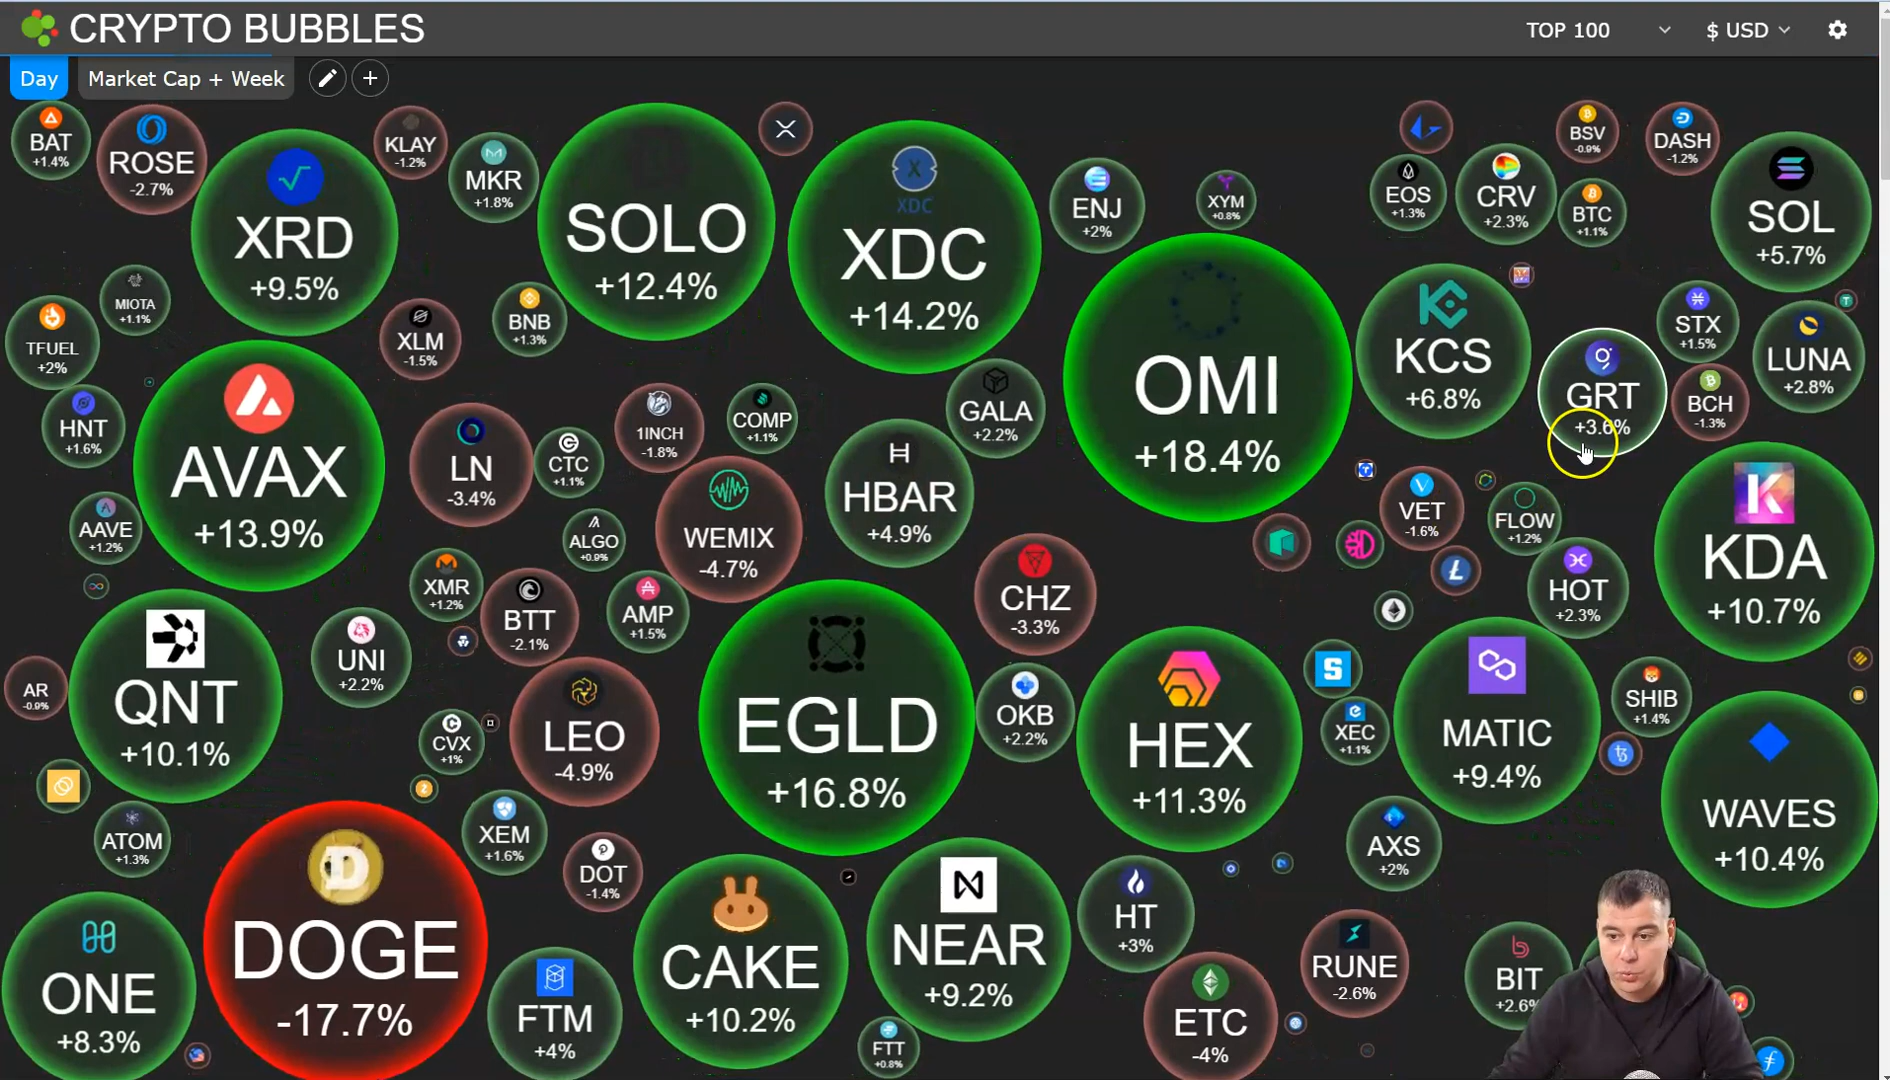 CRYPTO BUBBLES
TOP 100
$ USD
Day
Market Cap + Week
BAT
+1.4%
ROSE
-2.7%
XRD
+9.5%
KLAY
-1.2%
MKR
+1.8%
SOLO
+12.4%
XDC
XDC
+14.2%
ENJ
+2%
XYM
+0.8%
EOS
+1.3%
CRV
+2.3%
BSV
-0.9%
BTC
+1.1%
DASH
-1.2%
SOL
+5.7%
MIOTA
+1.1%
TFUEL
+2%
HNT
+1.6%
AVAX
+13.9%
XLM
-1.5%
BNB
+1.3%
LN
-3.4%
CTC
+1.1%
1INCH
-1.8%
COMP
+1.1%
GALA
+2.2%
OMI
+18.4%
KCS
+6.8%
GRT
+3.6%
STX
+1.5%
BCH
-1.3%
LUNA
+2.8%
AAVE
+1.2%
ALGO
+0.9%
WEMIX
-4.7%
H
HBAR
+4.9%
VET
-1.6%
FLOW
+1.2%
KDA
+10.7%
XMR
+1.2%
BTT
-2.1%
AMP
+1.5%
CHZ
-3.3%
HOT
+2.3%
AR
-0.9%
QNT
+10.1%
UNI
+2.2%
LEO
-4.9%
EGLD
+16.8%
OKB
+2.2%
HEX
+11.3%
S
XEC
+1.1%
MATIC
+9.4%
SHIB
+1.4%
CVX
+1%
WAVES
+10.4%
ATOM
+1.3%
XEM
+1.6%
DOT
-1.4%
AXS
+2%
ONE
+8.3%
DOGE
-17.7%
FTM
+4%
CAKE
+10.2%
NEAR
+9.2%
HT
+3%
FTT
+0.8%
ETC
-4%
RUNE
-2.6%
BIT
+2.6%